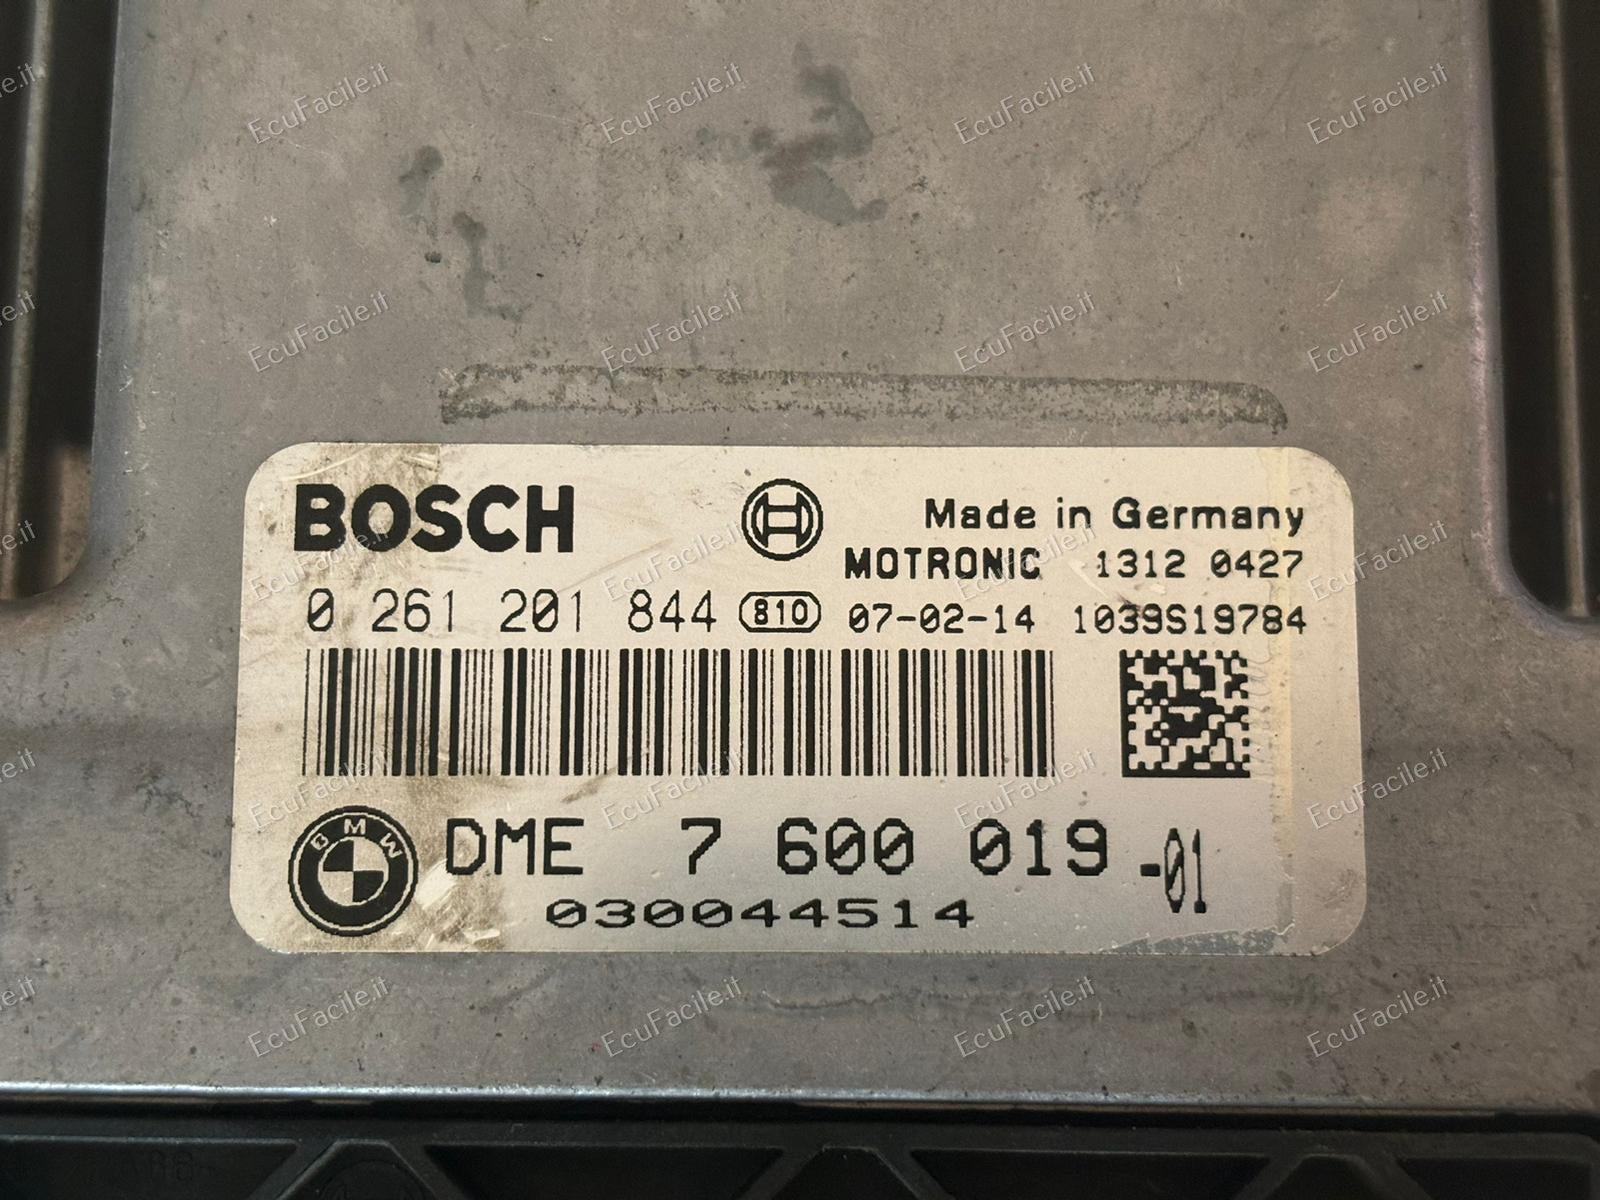 BOSCH
Made in Germany
MOTRONIC 1312 0427
0 261 201 844 810 07-02-14 1039S19784
BMW
DME 7 600 019 -01
030044514
EcuFacile.it